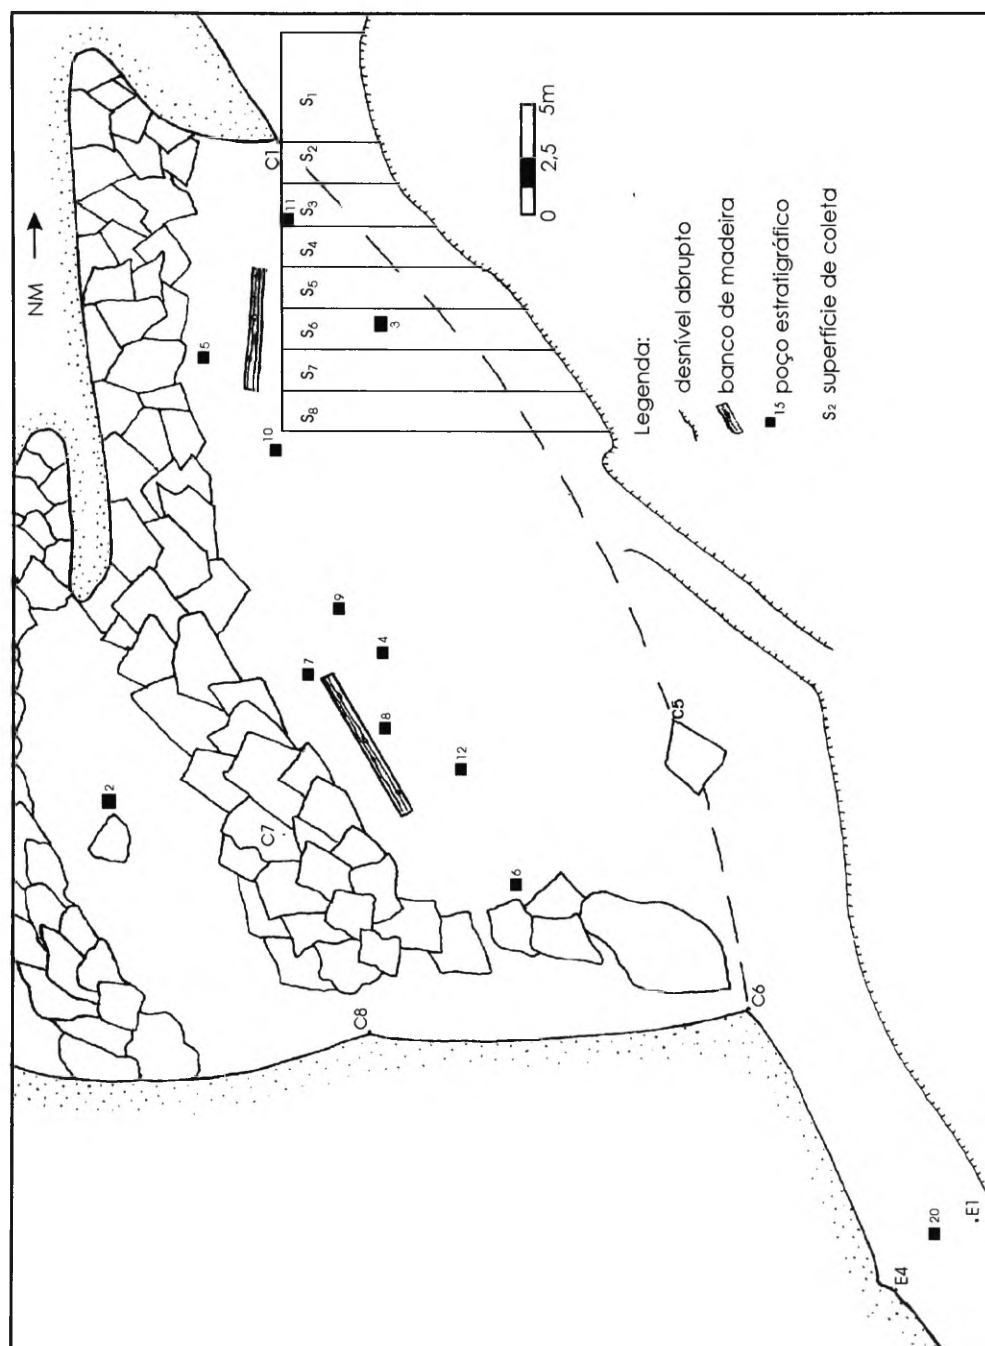 NM →
C1
S1
S2
S3
S4
S5
S6
S7
S8
11
5
3
10
9
4
7
8
12
2
C7
6
C5
C8
C6
20
E1
E4
0 2,5 5m
Legenda:
desnível abrupto
banco de madeira
15 poço estratigráfico
S2 superfície de coleta